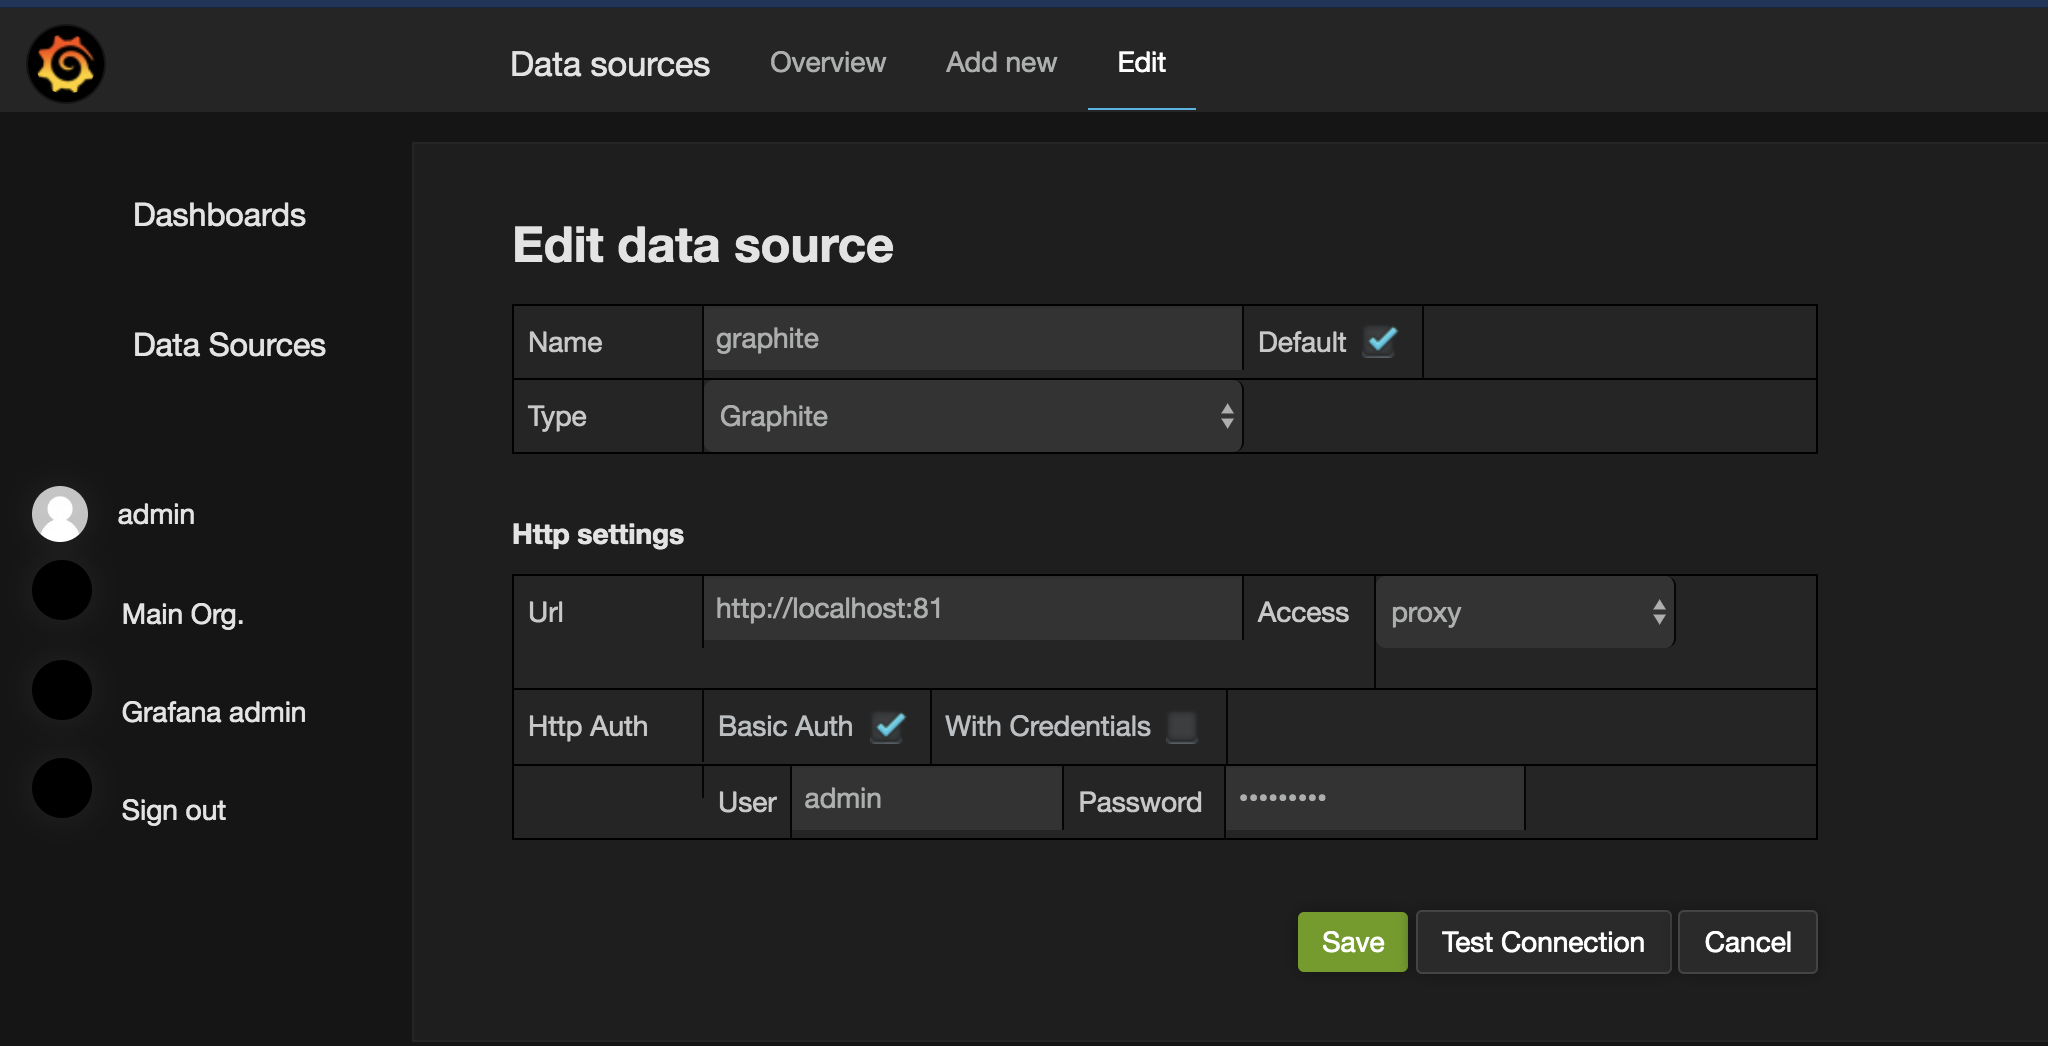 Data sources Overview Add new Edit
Dashboards
Data Sources
admin
Main Org.
Grafana admin
Sign out
Edit data source
Name graphite Default
Type Graphite
Http settings
Url http://localhost:81 Access proxy
Http Auth Basic Auth With Credentials
User admin Password •••••••••
Save Test Connection Cancel